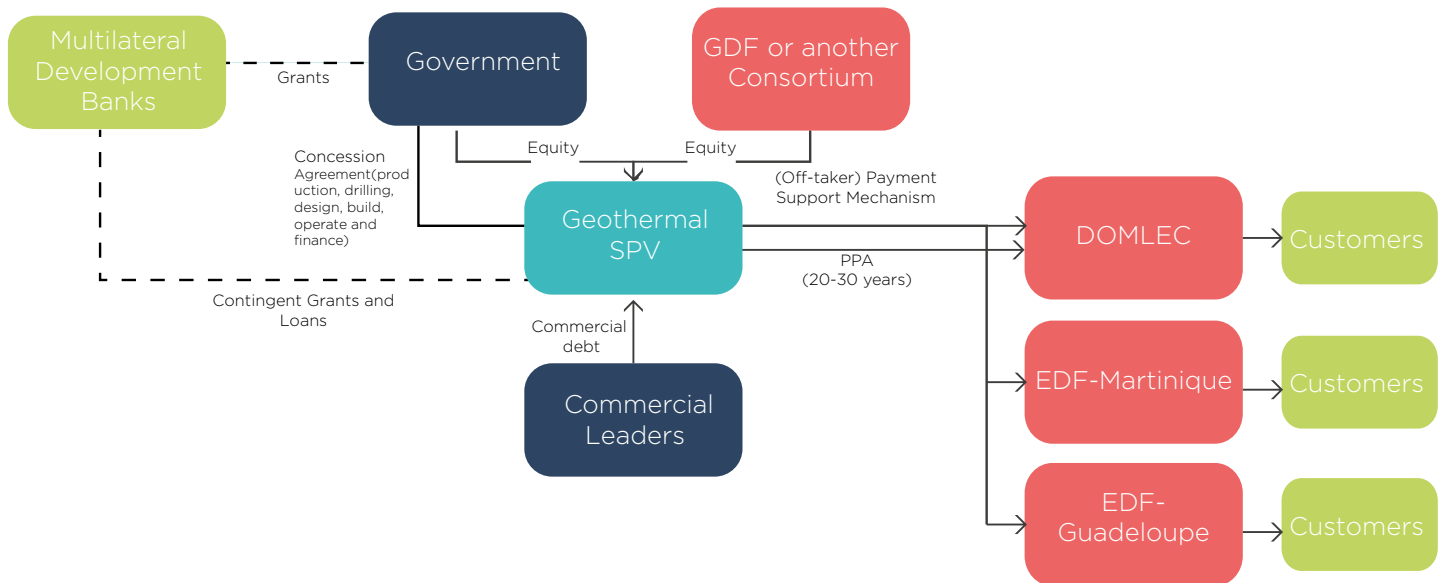 Multilateral
Development
Banks
Grants
Government
GDF or another
Consortium
Equity
Equity
Concession
Agreement(prod
uction, drilling,
design, build,
operate and
finance)
(Off-taker) Payment
Support Mechanism
Geothermal
SPV
PPA
(20-30 years)
DOMLEC
Customers
Contingent Grants and
Loans
Commercial
debt
Commercial
Leaders
EDF-Martinique
Customers
EDF-
Guadeloupe
Customers